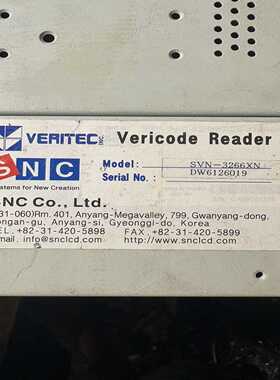 VERITEC INC. Vericode Reader
SNC
Systems for New Creation
Model: SVN-3266XN
Serial No.: DW6126019
SNC Co., Ltd.
31-060)Rm. 401, Anyang-Megavalley, 799, Gwanyang-dong,
ongan-gu, Anyang-si, Gyeonggi-do, Korea
TEL. +82-31-420-5898 FAX. +82-31-420-5899
E-mail: info@snclcd.com http://www.snclcd.com